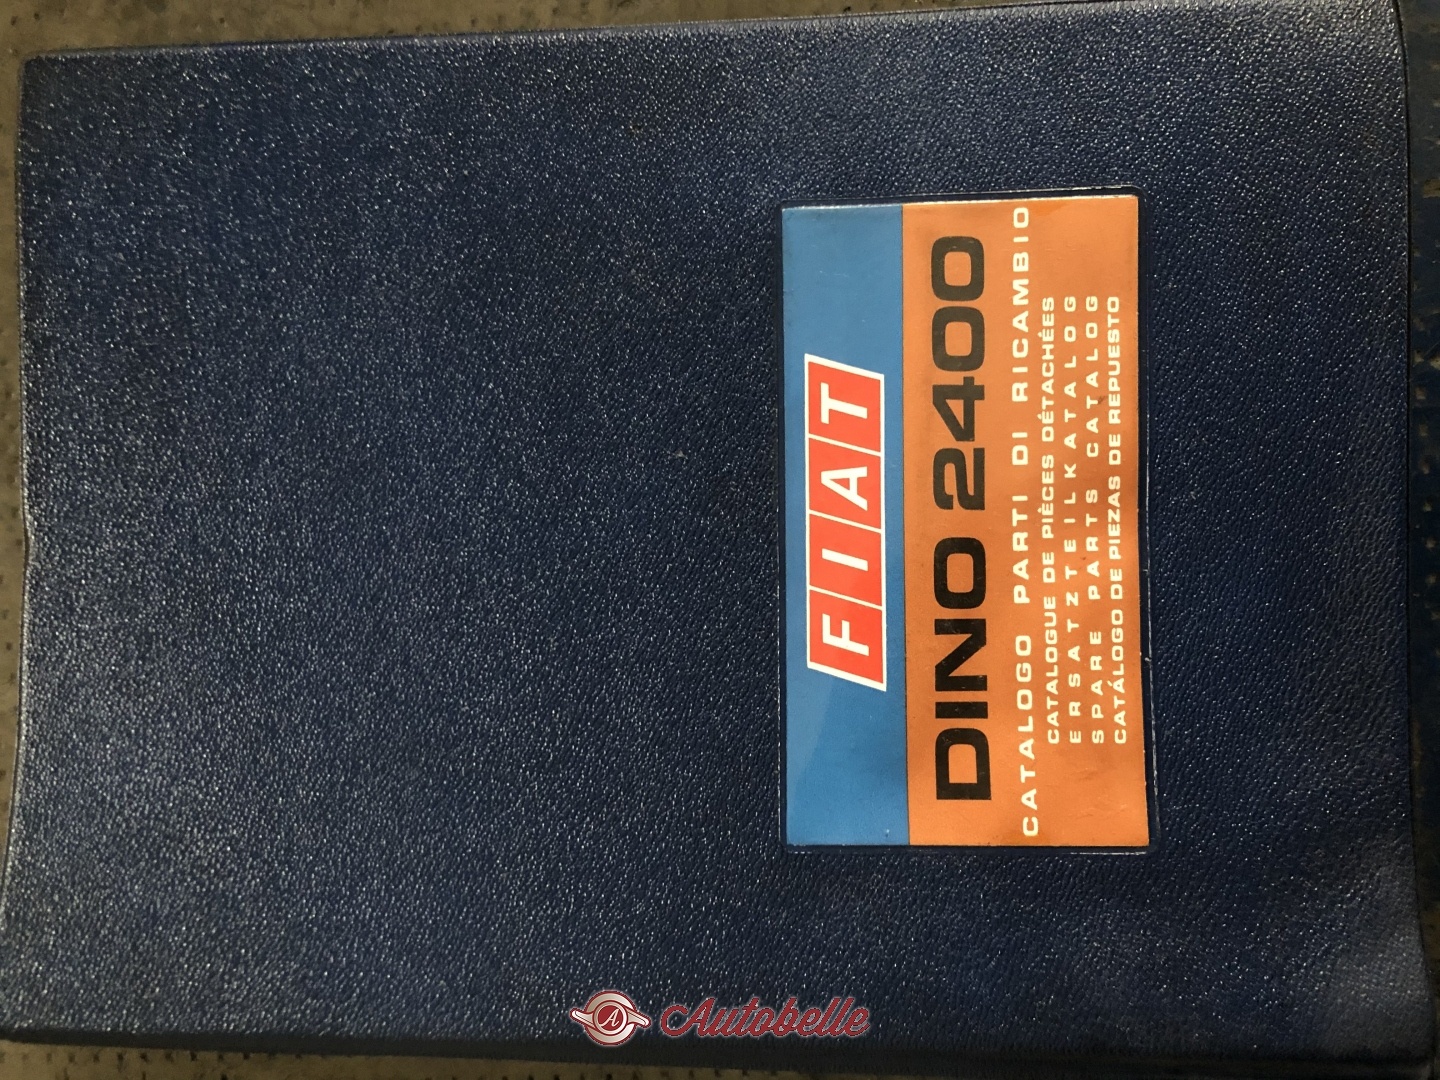 FIAT
DINO 2400
CATALOGO PARTI DI RICAMBIO
CATALOGUE DE PIÈCES DÉTACHÉES
ERSATZTEILKATALOG
SPARE PARTS CATALOG
CATÁLOGO DE PIEZAS DE REPUESTO
A Autobelle